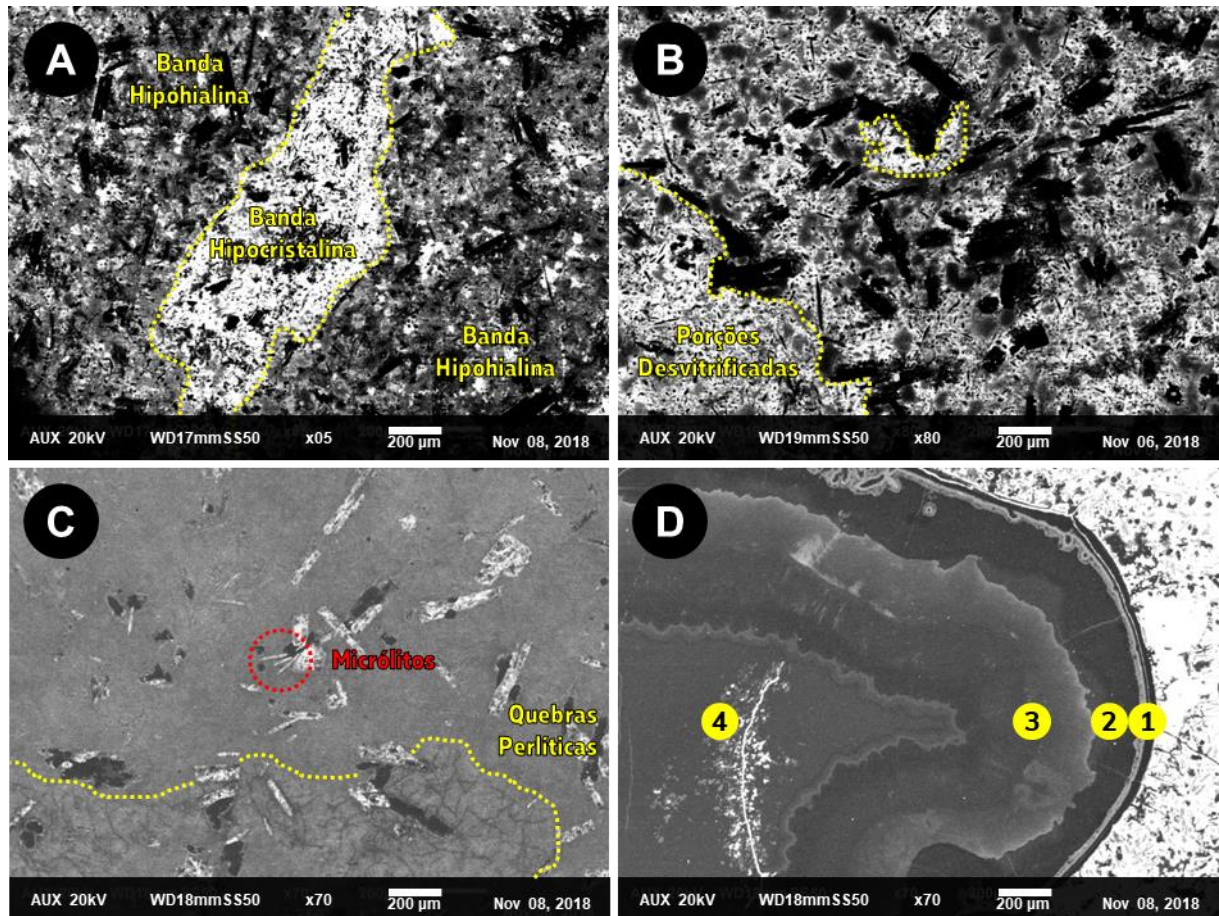 A
Banda
Hipohialina
Banda
Hipocristalina
Banda
Hipohialina
AUX 20kV WD17mmSS50 x05 200 µm Nov 08, 2018
B
Porções
Desvitrificadas
AUX 20kV WD19mmSS50 x80 200 µm Nov 06, 2018
C
Micrólitos
Quebras
Perlíticas
AUX 20kV WD18mmSS50 x70 200 µm Nov 08, 2018
D
4
3
2
1
AUX 20kV WD18mmSS50 x70 200 µm Nov 08, 2018